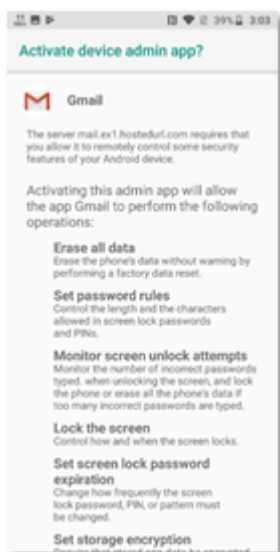 39% 3:03
Activate device admin app?
Gmail
The server mail.ex1.hostedurl.com requires that
you allow it to remotely control some security
features of your Android device.
Activating this admin app will allow
the app Gmail to perform the following
operations:
Erase all data
Erase the phone's data without warning by
performing a factory data reset.
Set password rules
Control the length and the characters
allowed in screen lock passwords
and PINs.
Monitor screen unlock attempts
Monitor the number of incorrect passwords
typed. when unlocking the screen, and lock
the phone or erase all the phone's data if
too many incorrect passwords are typed.
Lock the screen
Control how and when the screen locks.
Set screen lock password
expiration
Change how frequently the screen
lock password, PIN, or pattern must
be changed.
Set storage encryption
Require that stored app data be encrypted